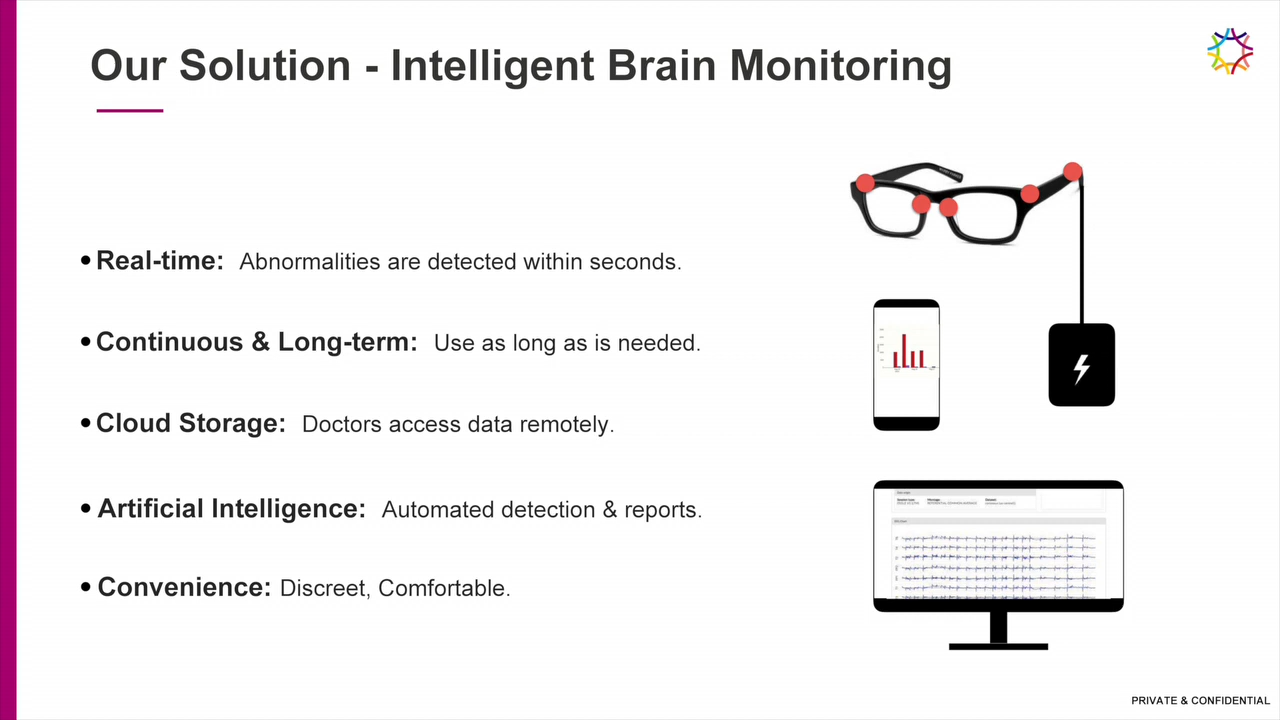 Our Solution - Intelligent Brain Monitoring
•Real-time: Abnormalities are detected within seconds.
•Continuous & Long-term: Use as long as is needed.
•Cloud Storage: Doctors access data remotely.
•Artificial Intelligence: Automated detection & reports.
•Convenience: Discreet, Comfortable.
PRIVATE & CONFIDENTIAL